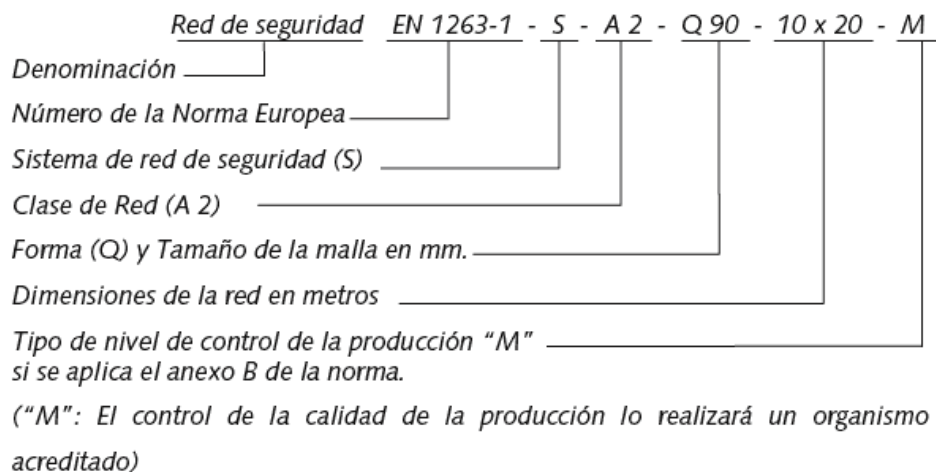 Red de seguridad EN 1263-1 - S - A 2 - Q 90 - 10 x 20 - M
Denominación
Número de la Norma Europea
Sistema de red de seguridad (S)
Clase de Red (A 2)
Forma (Q) y Tamaño de la malla en mm.
Dimensiones de la red en metros
Tipo de nivel de control de la producción “M”
si se aplica el anexo B de la norma.
(“M”: El control de la calidad de la producción lo realizará un organismo
acreditado)